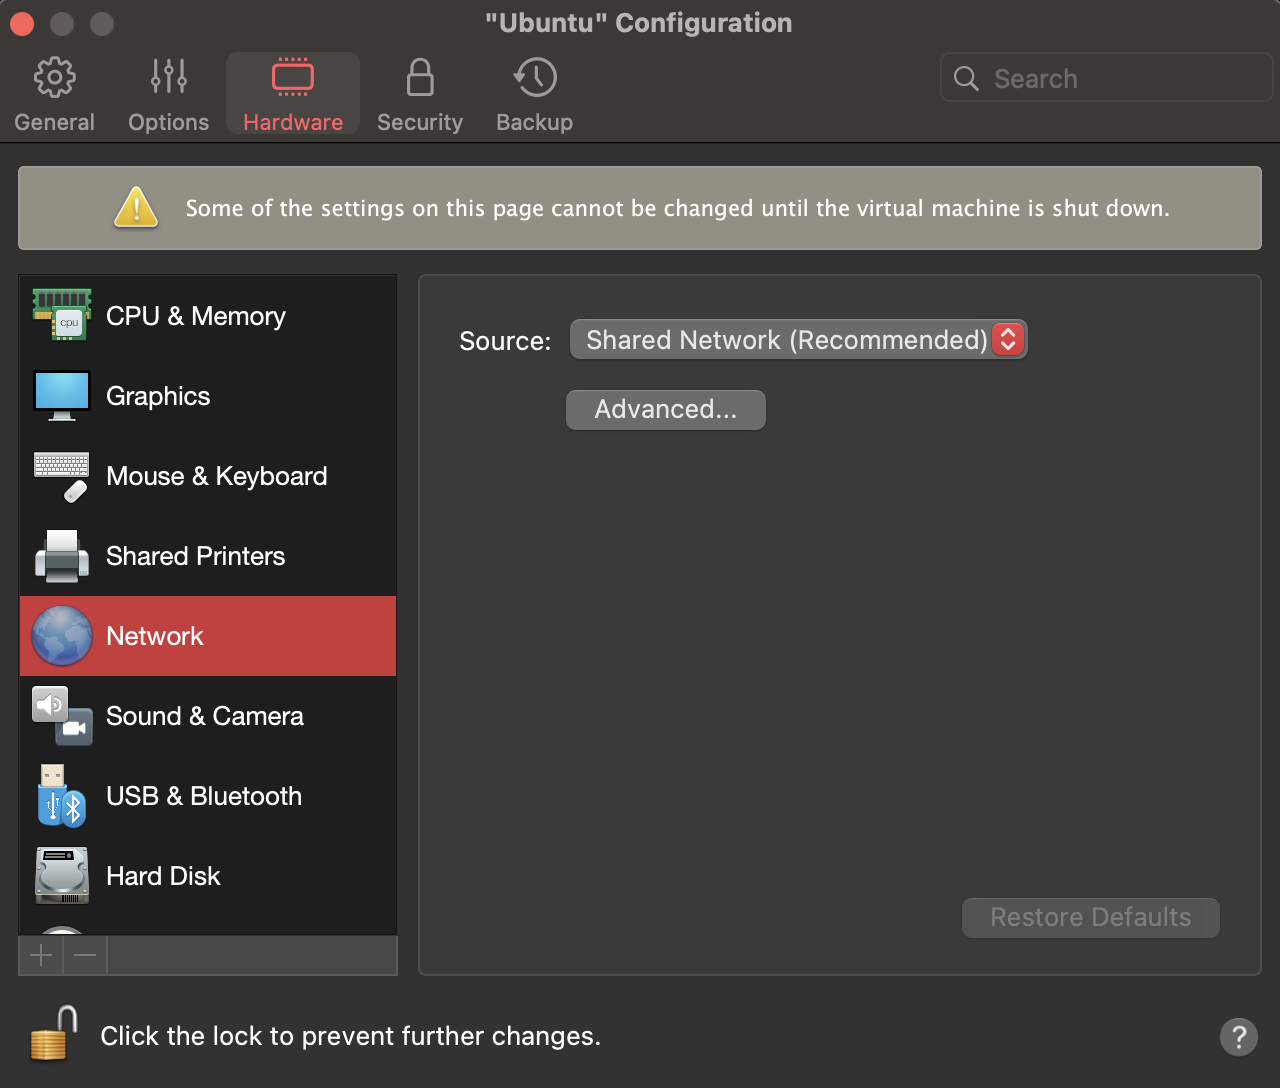 "Ubuntu" Configuration
General
Options
Hardware
Security
Backup
Search
Some of the settings on this page cannot be changed until the virtual machine is shut down.
cpu
CPU & Memory
Graphics
Mouse & Keyboard
Shared Printers
Network
Sound & Camera
USB & Bluetooth
Hard Disk
Source:
Shared Network (Recommended)
Advanced...
Restore Defaults
Click the lock to prevent further changes.
?